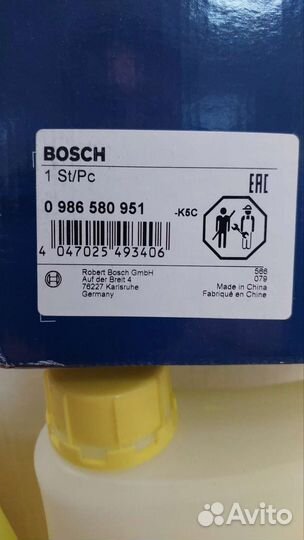 BOSCH
1 St/Pc
EAC
0 986 580 951
-K5C
4 047025 493406
Robert Bosch GmbH
Auf der Breit 4
76227 Karlsruhe
Germany
566
079
Made in China
Fabriqué en Chine
Avito